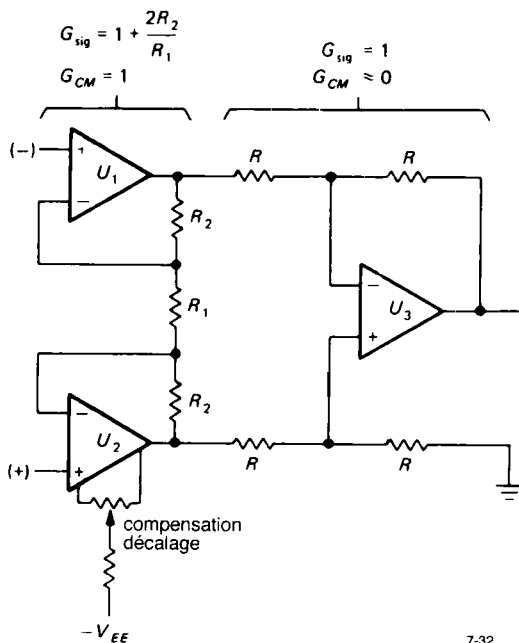 G_sig = 1 + 2R_2/R_1
G_CM = 1
G_sig = 1
G_CM ≈ 0
(−)
+
−
U_1
R_2
R_1
R_2
−
+
U_2
(+)
R
R
−
+
U_3
R
R
compensation
décalage
−V_EE
7-32